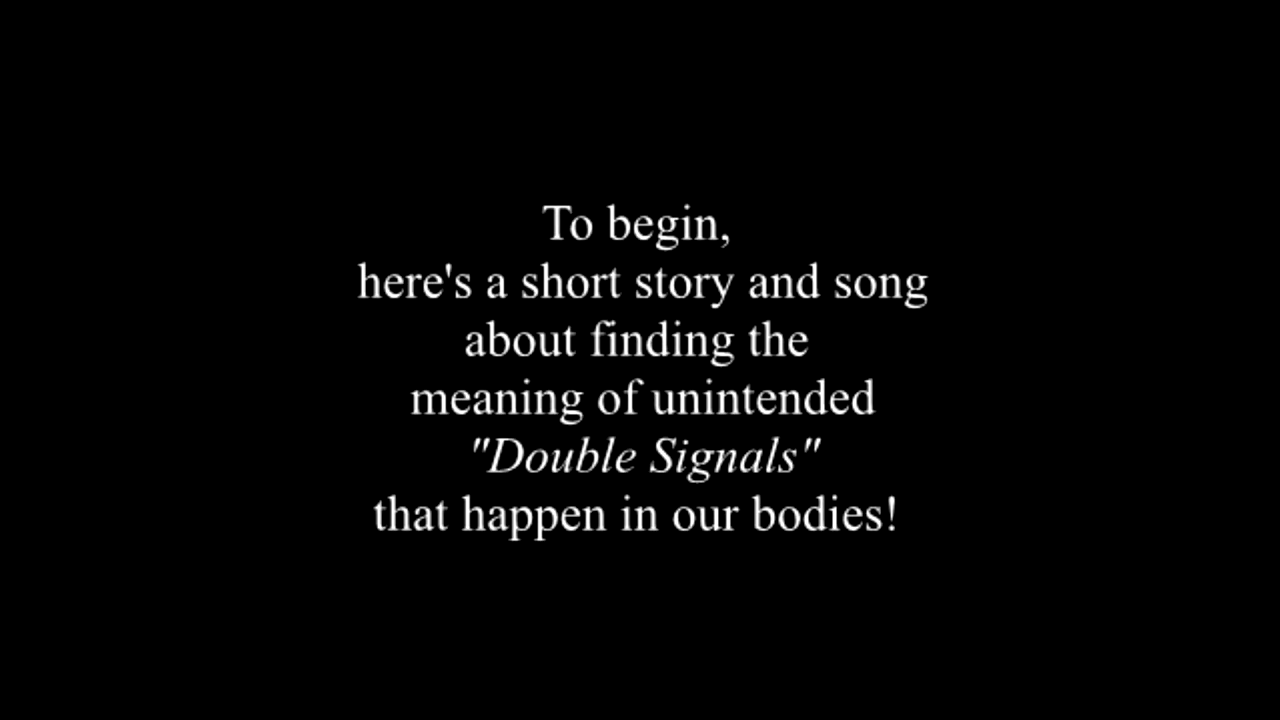 To begin,
here's a short story and song
about finding the
meaning of unintended
"Double Signals"
that happen in our bodies!